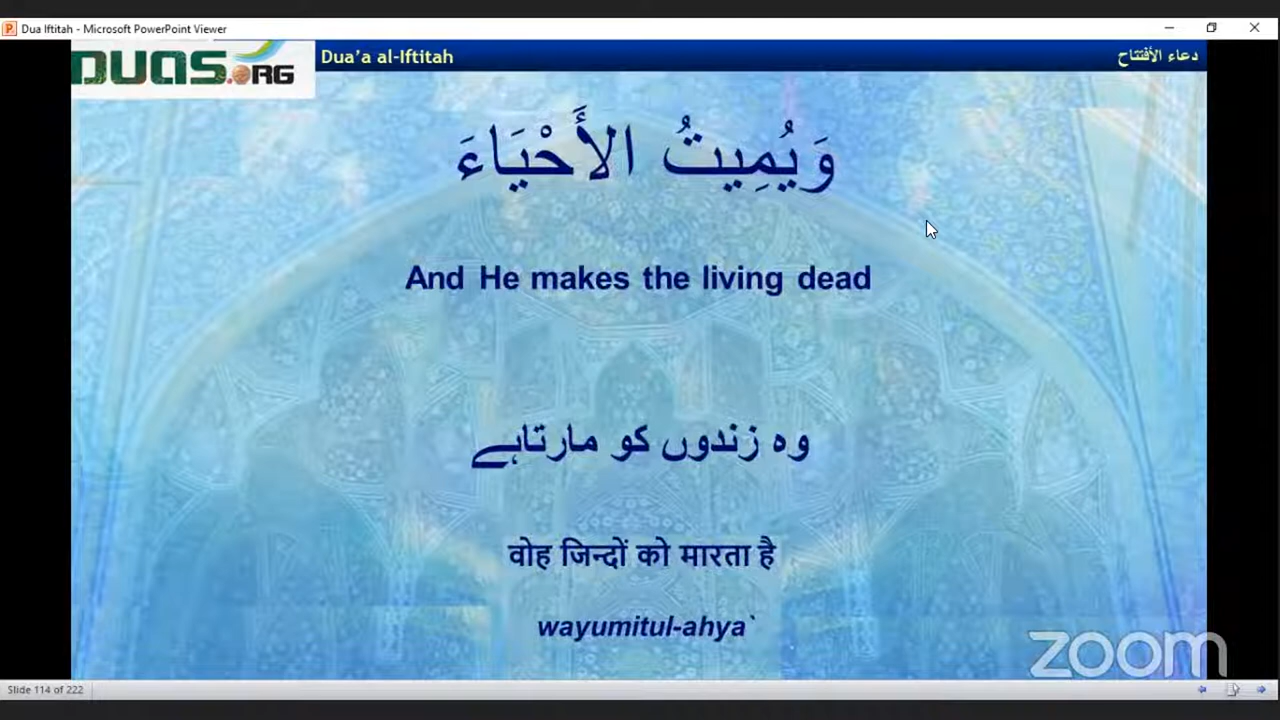 Dua Iftitah - Microsoft PowerPoint Viewer
DUAS.ORG
Dua'a al-Iftitah
دعاء الأفتتاح
وَيُمِيتُ الأَحْيَاءَ
And He makes the living dead
وہ زندوں کو مارتاہے
वोह जिन्दों को मारता है
wayumitul-ahya`
zoom
Slide 114 of 222